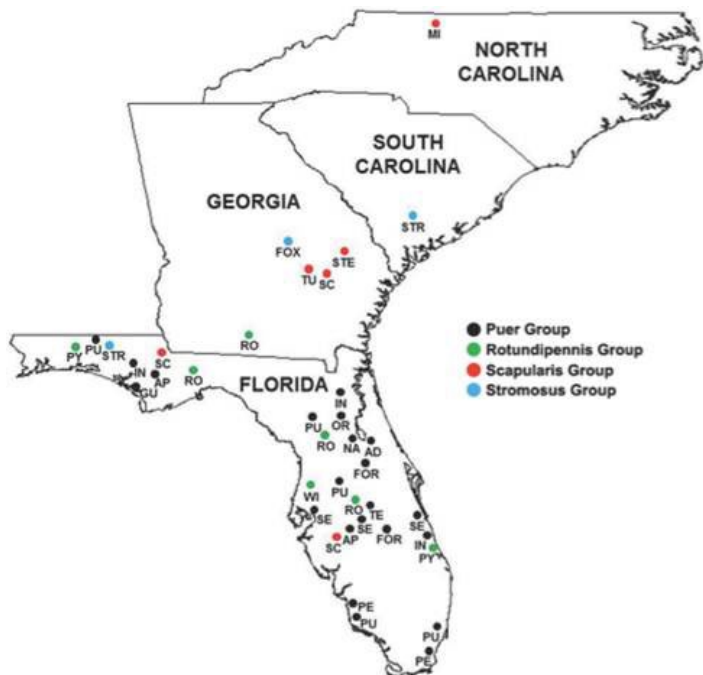 MI
NORTH
CAROLINA
SOUTH
CAROLINA
GEORGIA
STR
FOX
STE
TU
SC
RO
PY
PU
STR
IN
SC
AP
GU
RO
FLORIDA
Puer Group
Rotundipennis Group
Scapularis Group
Stromosus Group
IN
PU
OR
RO
NA
AD
FOR
PU
WI
RO
TE
SE
SE
SE
SC
AP
FOR
IN
PY
PE
PU
PU
PE